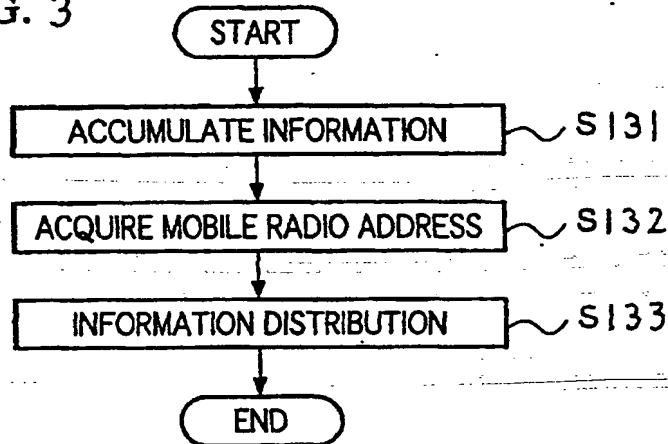 G. 3
START
ACCUMULATE INFORMATION S131
ACQUIRE MOBILE RADIO ADDRESS S132
INFORMATION DISTRIBUTION S133
END